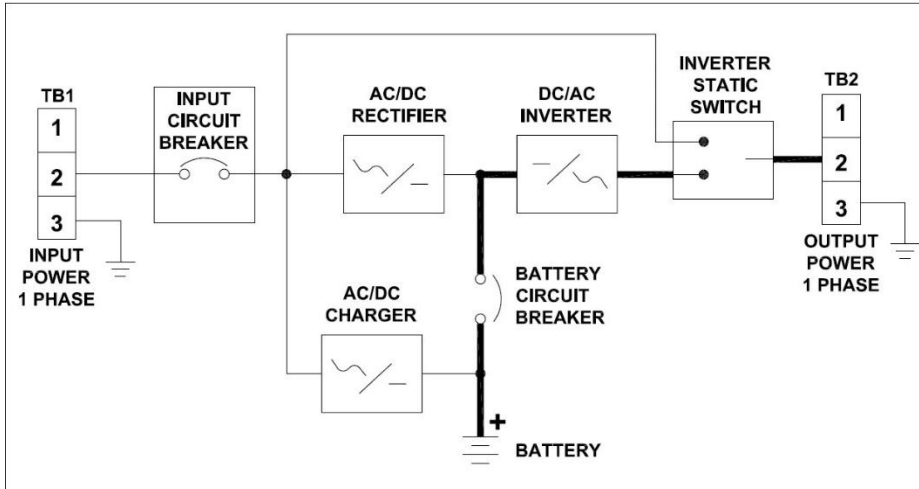 TB1
1
2
3
INPUT
POWER
1 PHASE
INPUT
CIRCUIT
BREAKER
AC/DC
RECTIFIER
DC/AC
INVERTER
INVERTER
STATIC
SWITCH
TB2
1
2
3
OUTPUT
POWER
1 PHASE
AC/DC
CHARGER
BATTERY
CIRCUIT
BREAKER
+
BATTERY